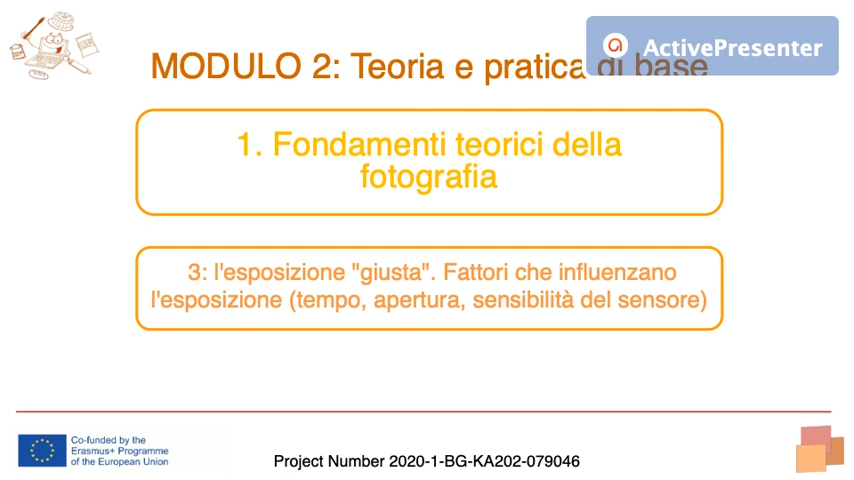 MODULO 2: Teoria e pratica di base
ActivePresenter
1. Fondamenti teorici della
fotografia
3: l'esposizione "giusta". Fattori che influenzano
l'esposizione (tempo, apertura, sensibilità del sensore)
Co-funded by the
Erasmus+ Programme
of the European Union
Project Number 2020-1-BG-KA202-079046